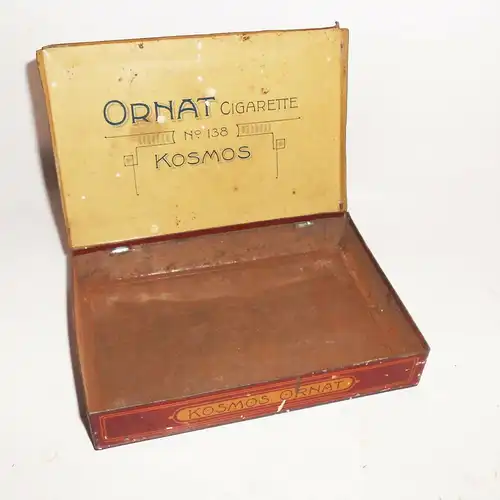 ORNAT CIGARETTE
No 138
KOSMOS
KOSMOS ORNAT